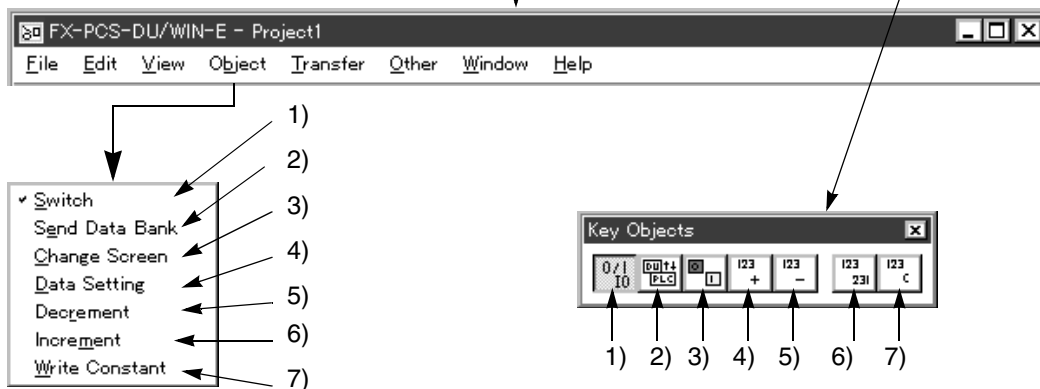 FX-PCS-DU/WIN-E - Project1
File Edit View Object Transfer Other Window Help
1)
2)
3)
4)
5)
6)
7)
✓ Switch
Send Data Bank
Change Screen
Data Setting
Decrement
Increment
Write Constant
Key Objects
0/1 IO
DU PLC
I
123 +
123 -
123 231
123 C
1) 2) 3) 4) 5) 6) 7)